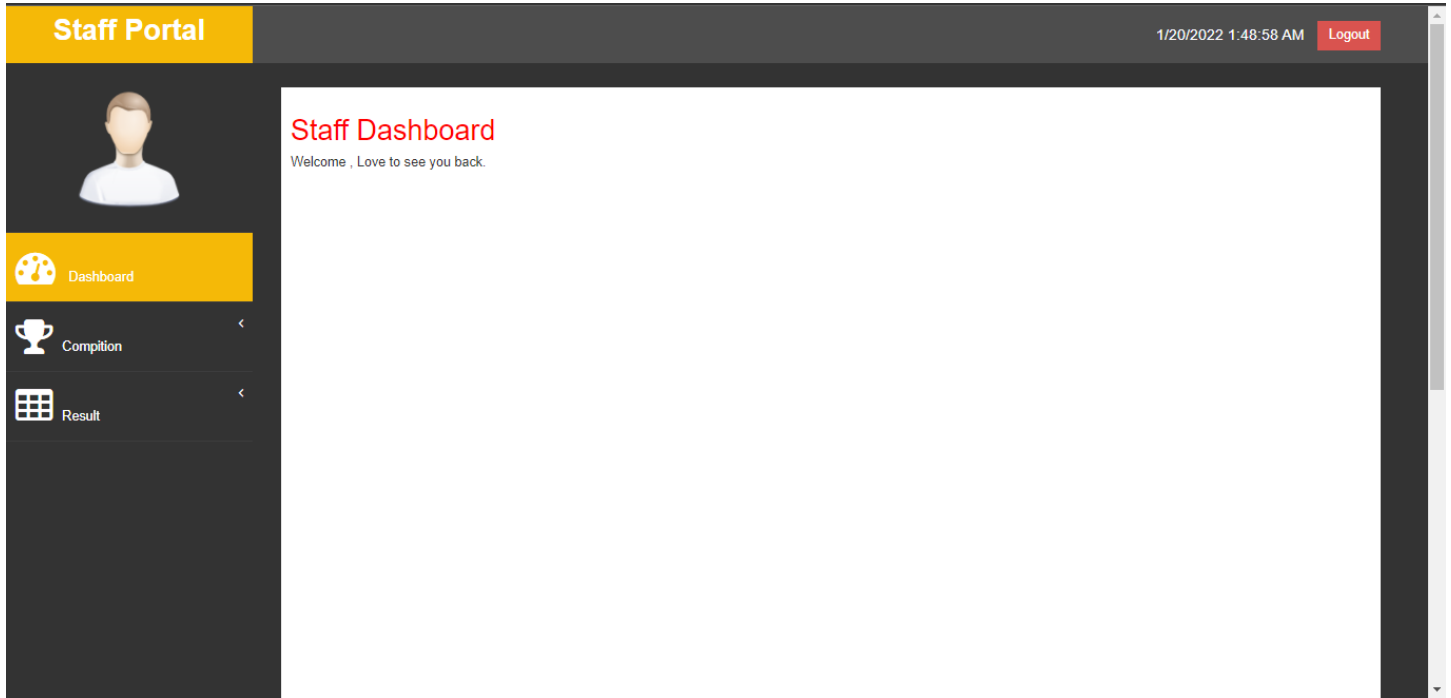 Staff Portal
1/20/2022 1:48:58 AM
Logout
Staff Dashboard
Welcome , Love to see you back.
Dashboard
Compition
Result